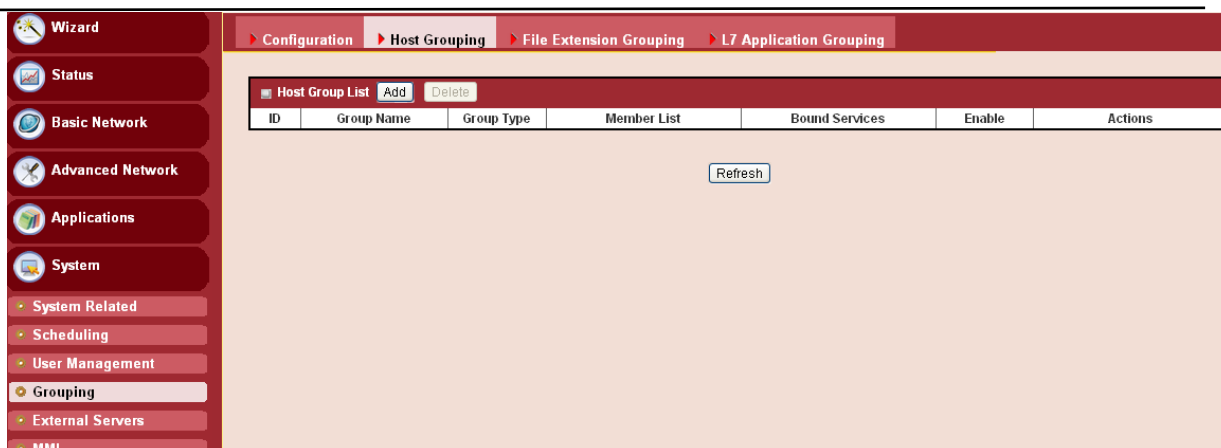 Wizard
Status
Basic Network
Advanced Network
Applications
System
System Related
Scheduling
User Management
Grouping
External Servers
MMI
Configuration Host Grouping File Extension Grouping L7 Application Grouping
Host Group List Add Delete
ID Group Name Group Type Member List Bound Services Enable Actions
Refresh